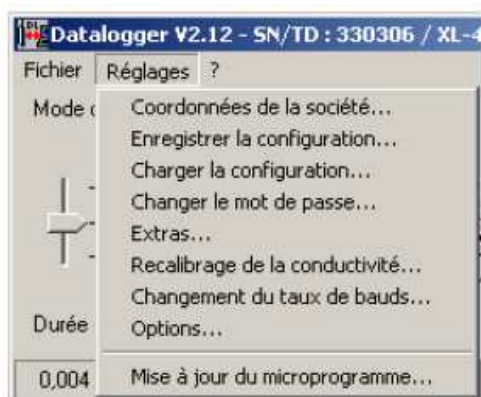 Datalogger V2.12 - SN/TD : 330306 / XL-4
Fichier Réglages ?
Mode
Coordonnées de la société...
Enregistrer la configuration...
Charger la configuration...
Changer le mot de passe...
Extras...
Recalibrage de la conductivité...
Changement du taux de bauds...
Durée
Options...
0,004
Mise à jour du microprogramme...